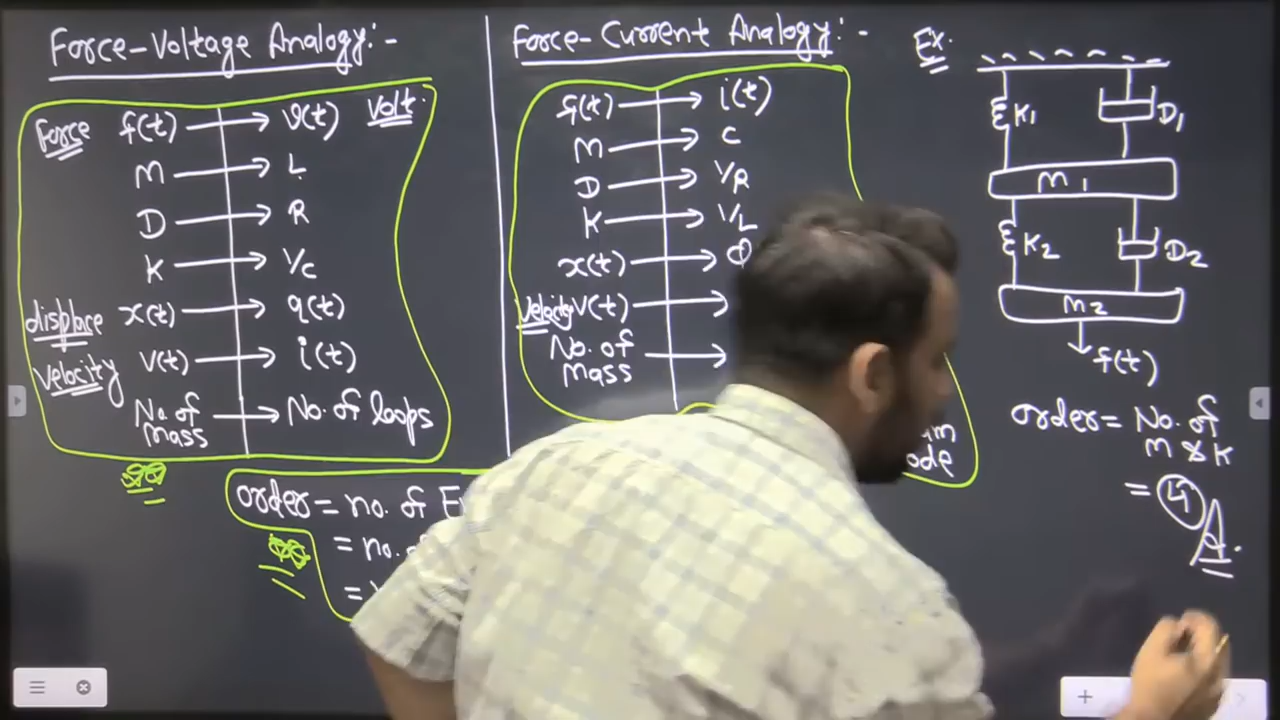 Force-Voltage Analogy:-
Force f(t) → v(t) Volt.
M → L
D → R
K → 1/C
displace x(t) → q(t)
velocity v(t) → i(t)
No. of Mass → No. of loops
order = no. of
= no.
=
Force-Current Analogy:-
f(t) → i(t)
M → C
D → 1/R
K → 1/L
x(t) → Φ
velocity v(t) →
No. of Mass →
Ex.
K1 D1
M1
K2 D2
M2
f(t)
order = No. of
M & K
= 4 A.